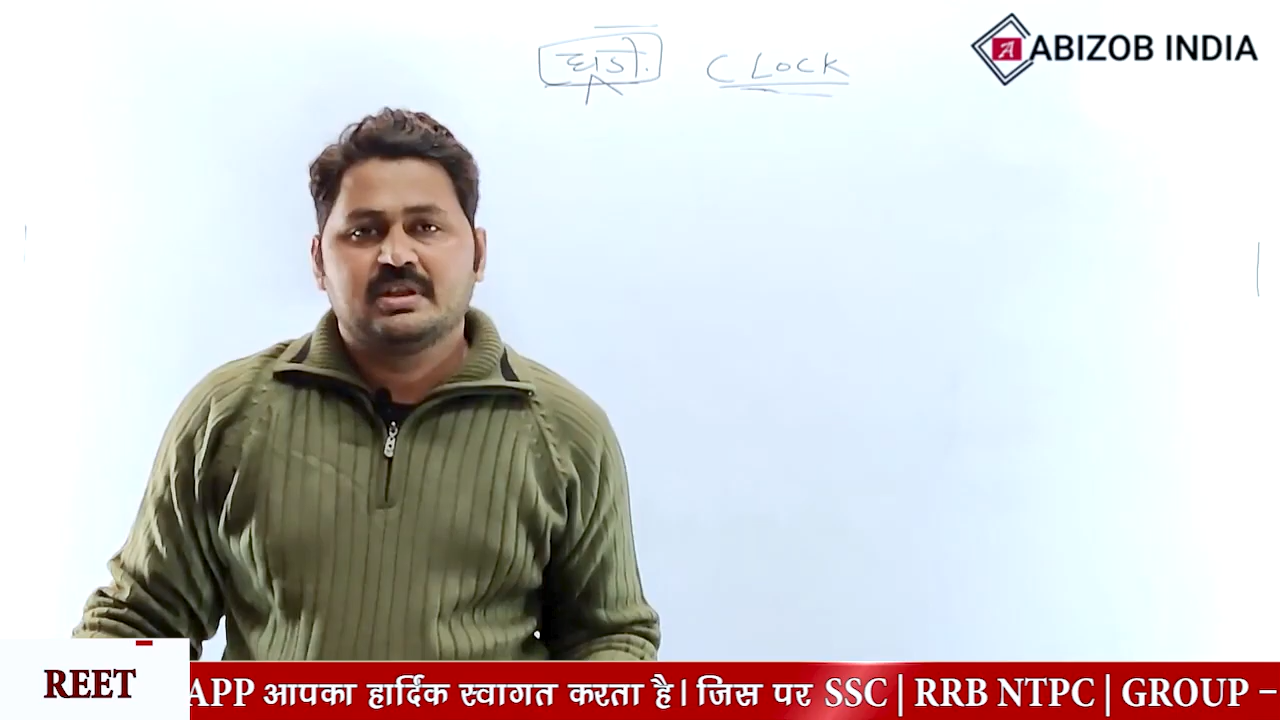 घड़ी CLOCK
ABIZOB INDIA
REET
APP आपका हार्दिक स्वागत करता है। जिस पर SSC | RRB NTPC | GROUP -